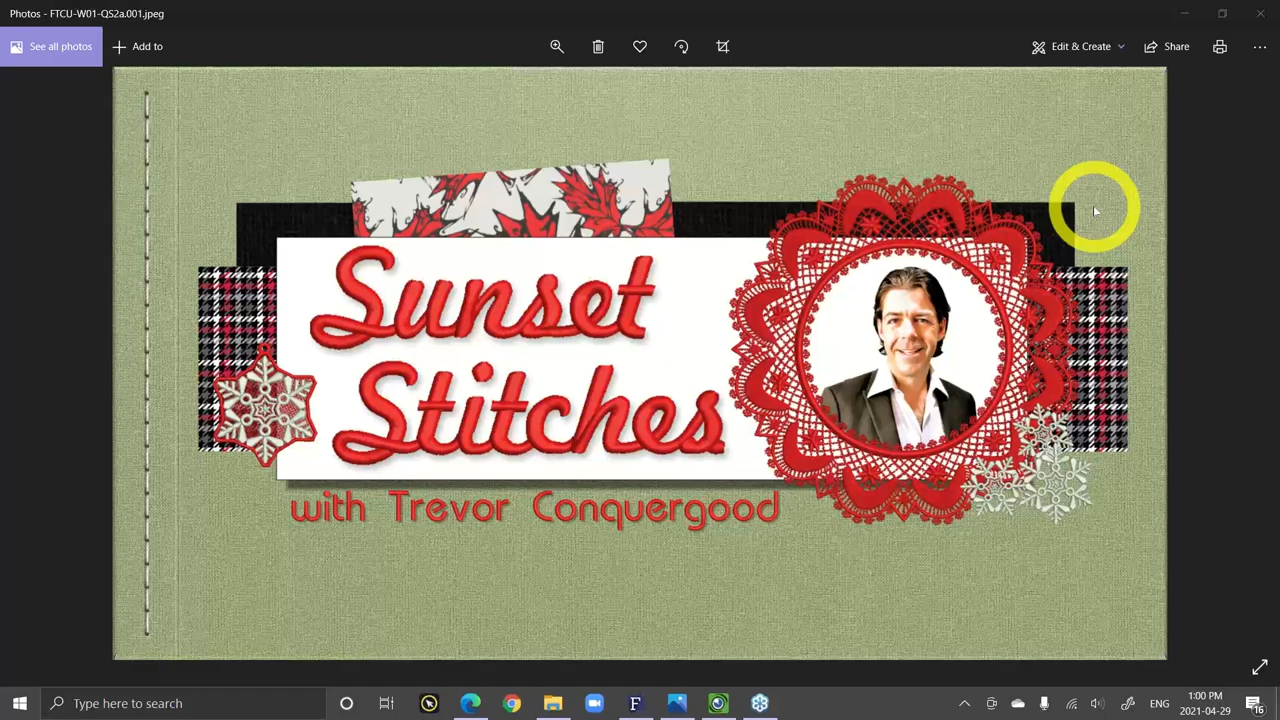 Photos - FTCU-W01-QS2a.001.jpeg
See all photos
Add to
Edit & Create
Share
Sunset
Stitches
with Trevor Conquergood
Type here to search
F
ENG
1:00 PM
2021-04-29
16